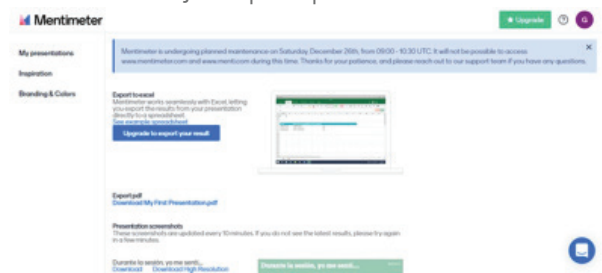 Mentimeter
Upgrade
G
My presentations
Inspiration
Branding & Colors
Mentimeter is undergoing planned maintenance on Saturday, December 26th, from 09:00 - 10:30 UTC. It will not be possible to access
www.mentimeter.com and www.menti.com during this time. Thanks for your patience, and please reach out to our support team if you have any questions.
Export to excel
Mentimeter works seamlessly with Excel, letting
you export the results from your presentation
directly to a spreadsheet.
See example spreadsheet
Upgrade to export your result
Export pdf
Download My First Presentation.pdf
Presentation screenshots
These screenshots are updated every 10 minutes. If you do not see the latest results, please try again
in a few minutes.
Durante la sesión, yo me sentí...
Download Download High Resolution
Durante la sesión, yo me sentí...